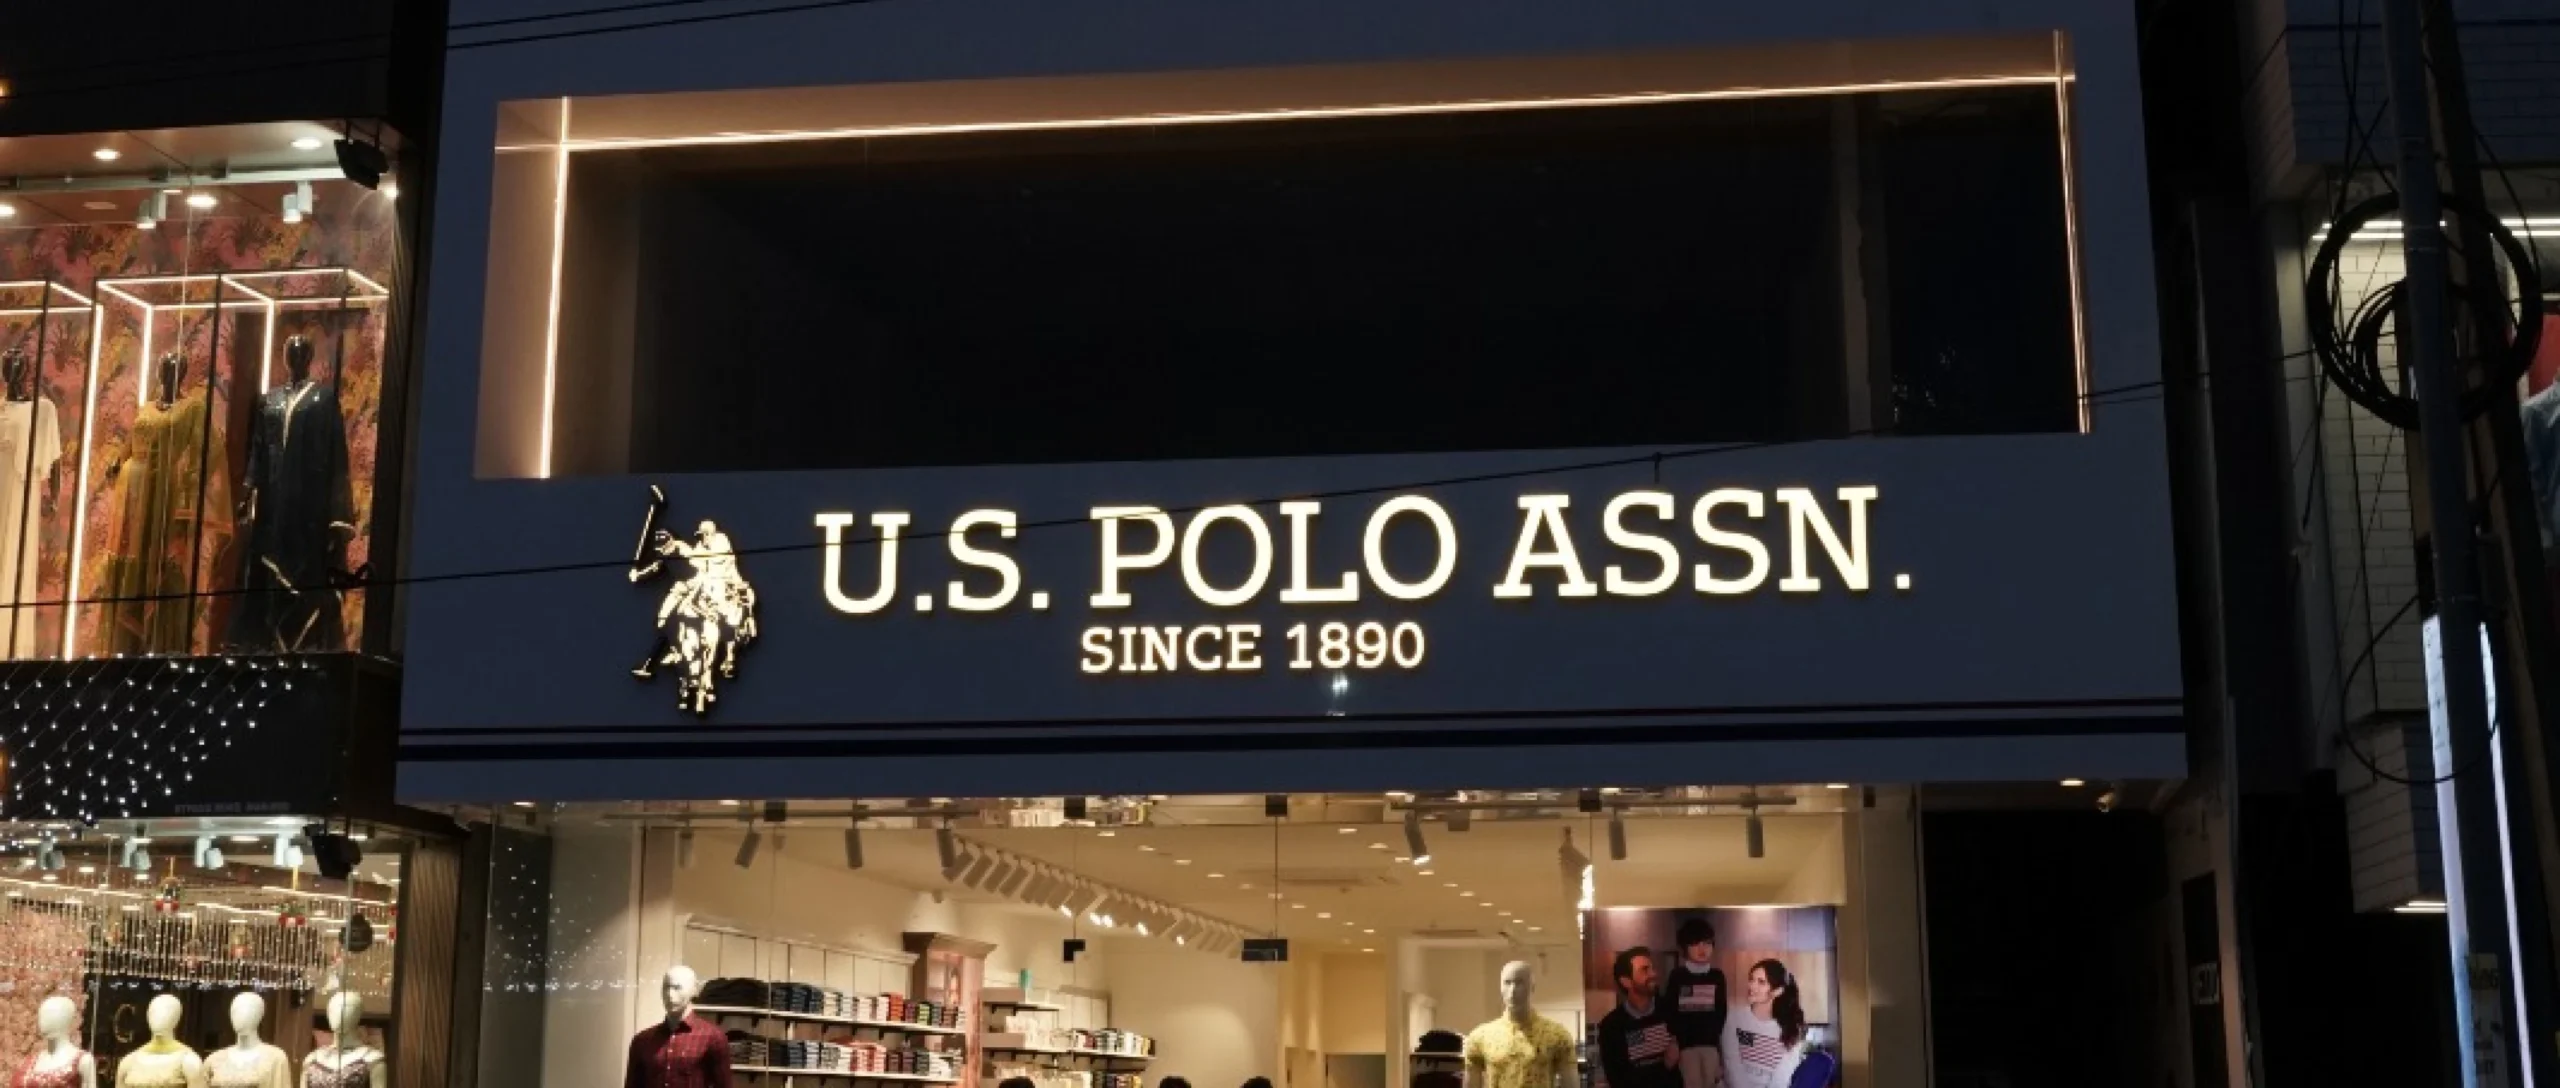 U.S. POLO ASSN.
SINCE 1890